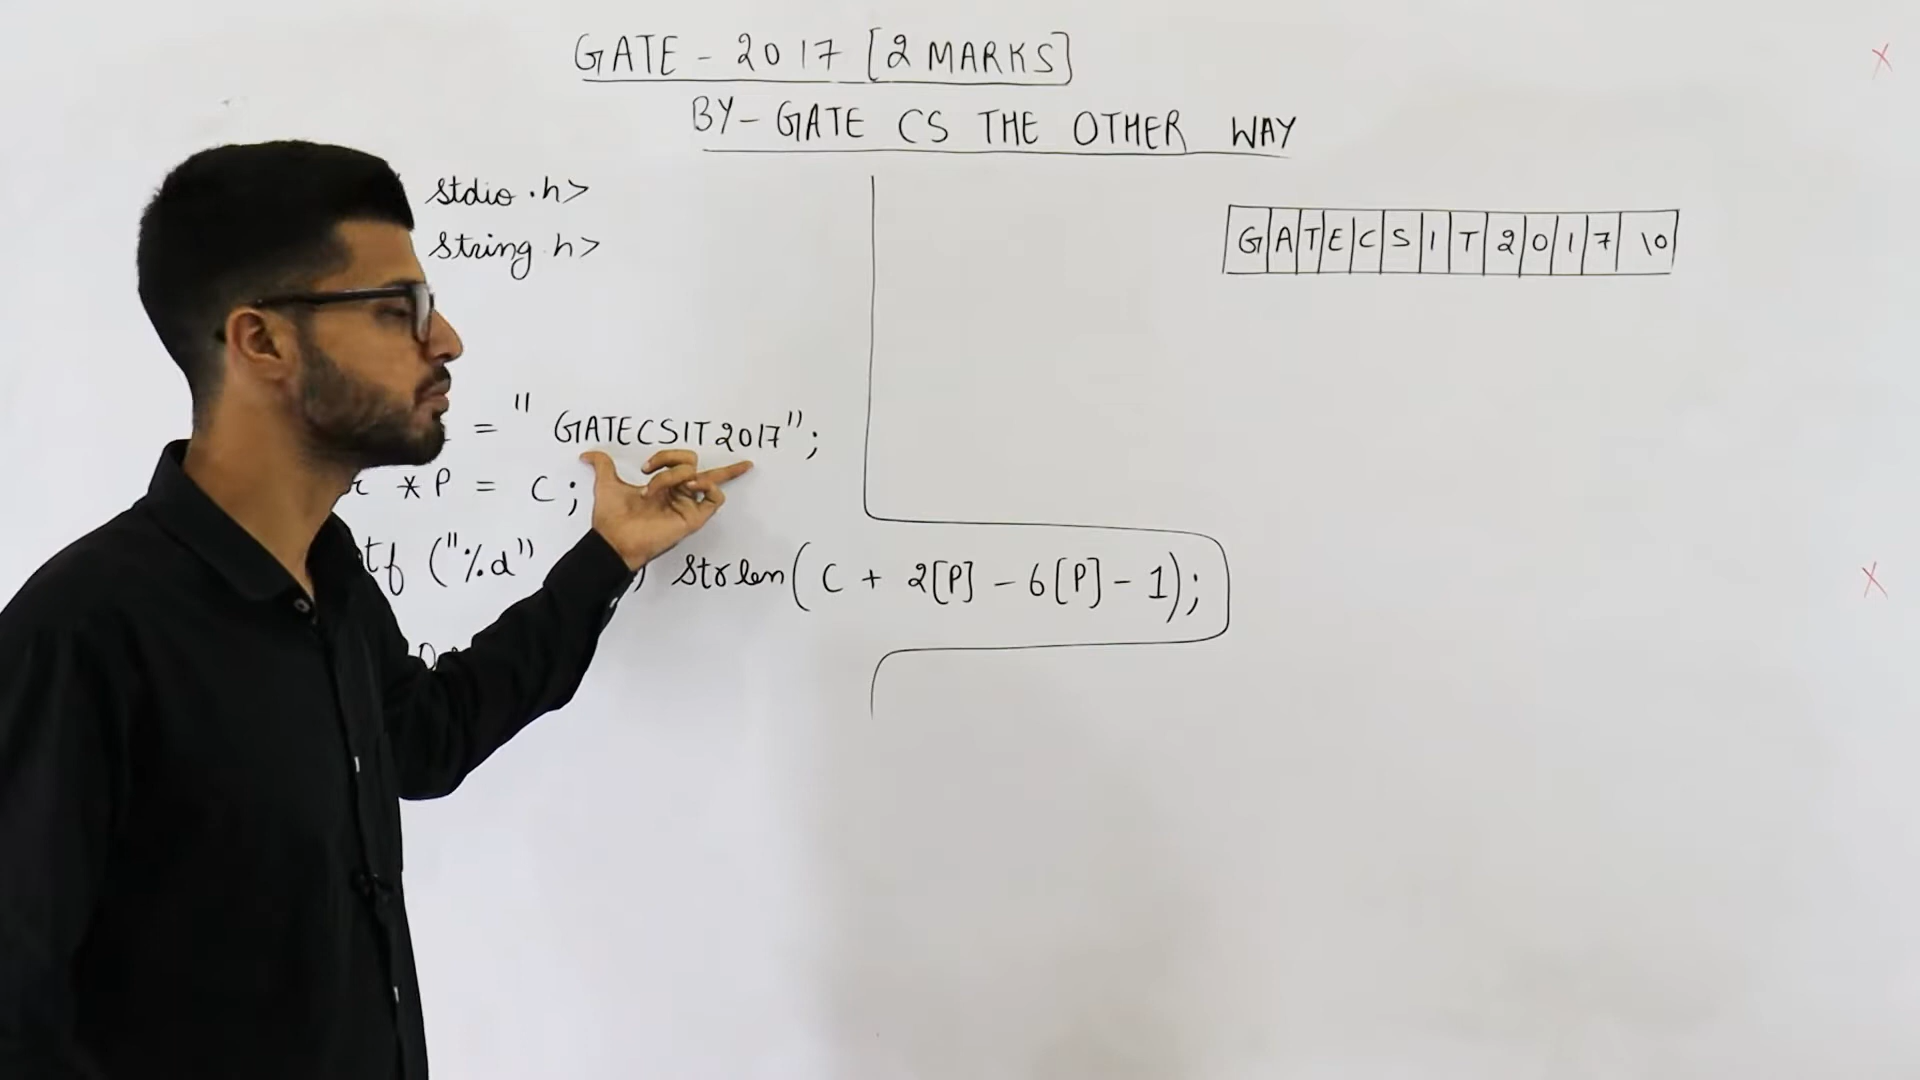 GATE - 2017 [2 MARKS]
BY- GATE CS THE OTHER WAY
stdio.h>
string.h>
G A T E C S I T 2 0 1 7 \0
= " GATECSIT2017";
*P = C;
tf ("%d" ) strlen(C + 2[P] - 6[P] - 1);